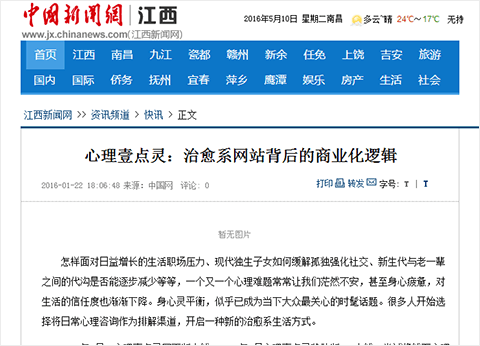 中國新聞網 | 江西
www.jx.chinanews.com(江西新闻网)
2016年5月10日 星期二南昌 多云~晴 24℃~17℃ 无持
首页 江西 南昌 九江 瓷都 赣州 新余 任免 上饶 吉安 旅游
国内 国际 侨务 抚州 宜春 萍乡 鹰潭 娱乐 房产 生活 社会
江西新闻网 >> 资讯频道 > 快讯 > 正文
心理壹点灵：治愈系网站背后的商业化逻辑
2016-01-22 18:06:48 来源：中国网 评论: 0 打印 转发 字号: T | T
暂无图片
怎样面对日益增长的生活职场压力、现代独生子女如何缓解孤独强化社交、新生代与老一辈
之间的代沟是否能逐步减少等等，一个又一个心理难题常常让我们茫然不安，甚至身心疲惫，对
生活的信任度也渐渐下降。身心灵平衡，似乎已成为当下大众最关心的时髦话题。很多人开始选
择将日常心理咨询作为排解渠道，开启一种新的治愈系生活方式。